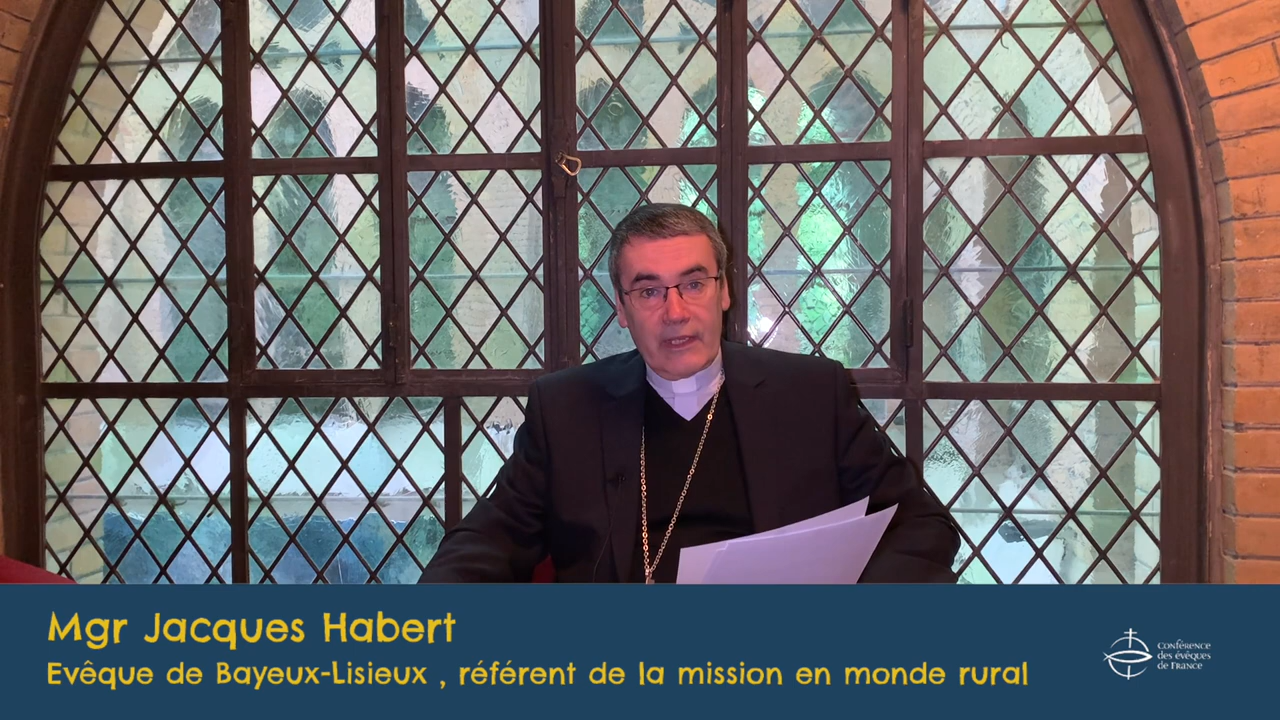 Mgr Jacques Habert
Evêque de Bayeux-Lisieux , référent de la mission en monde rural
Conférence
des évêques
de France